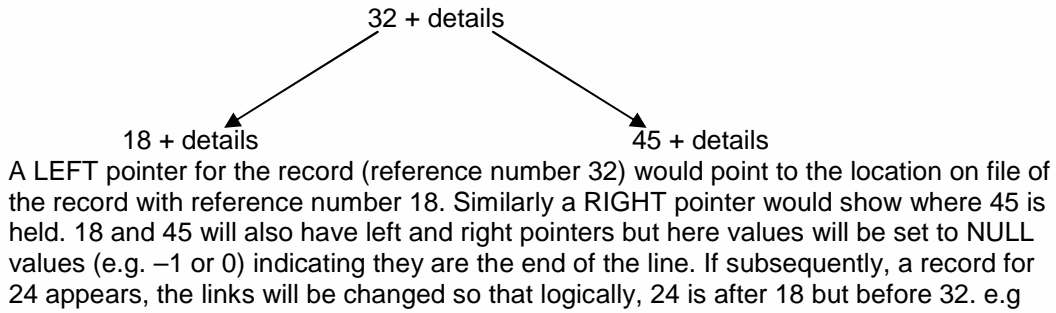 32 + details
18 + details 45 + details
A LEFT pointer for the record (reference number 32) would point to the location on file of
the record with reference number 18. Similarly a RIGHT pointer would show where 45 is
held. 18 and 45 will also have left and right pointers but here values will be set to NULL
values (e.g. –1 or 0) indicating they are the end of the line. If subsequently, a record for
24 appears, the links will be changed so that logically, 24 is after 18 but before 32. e.g